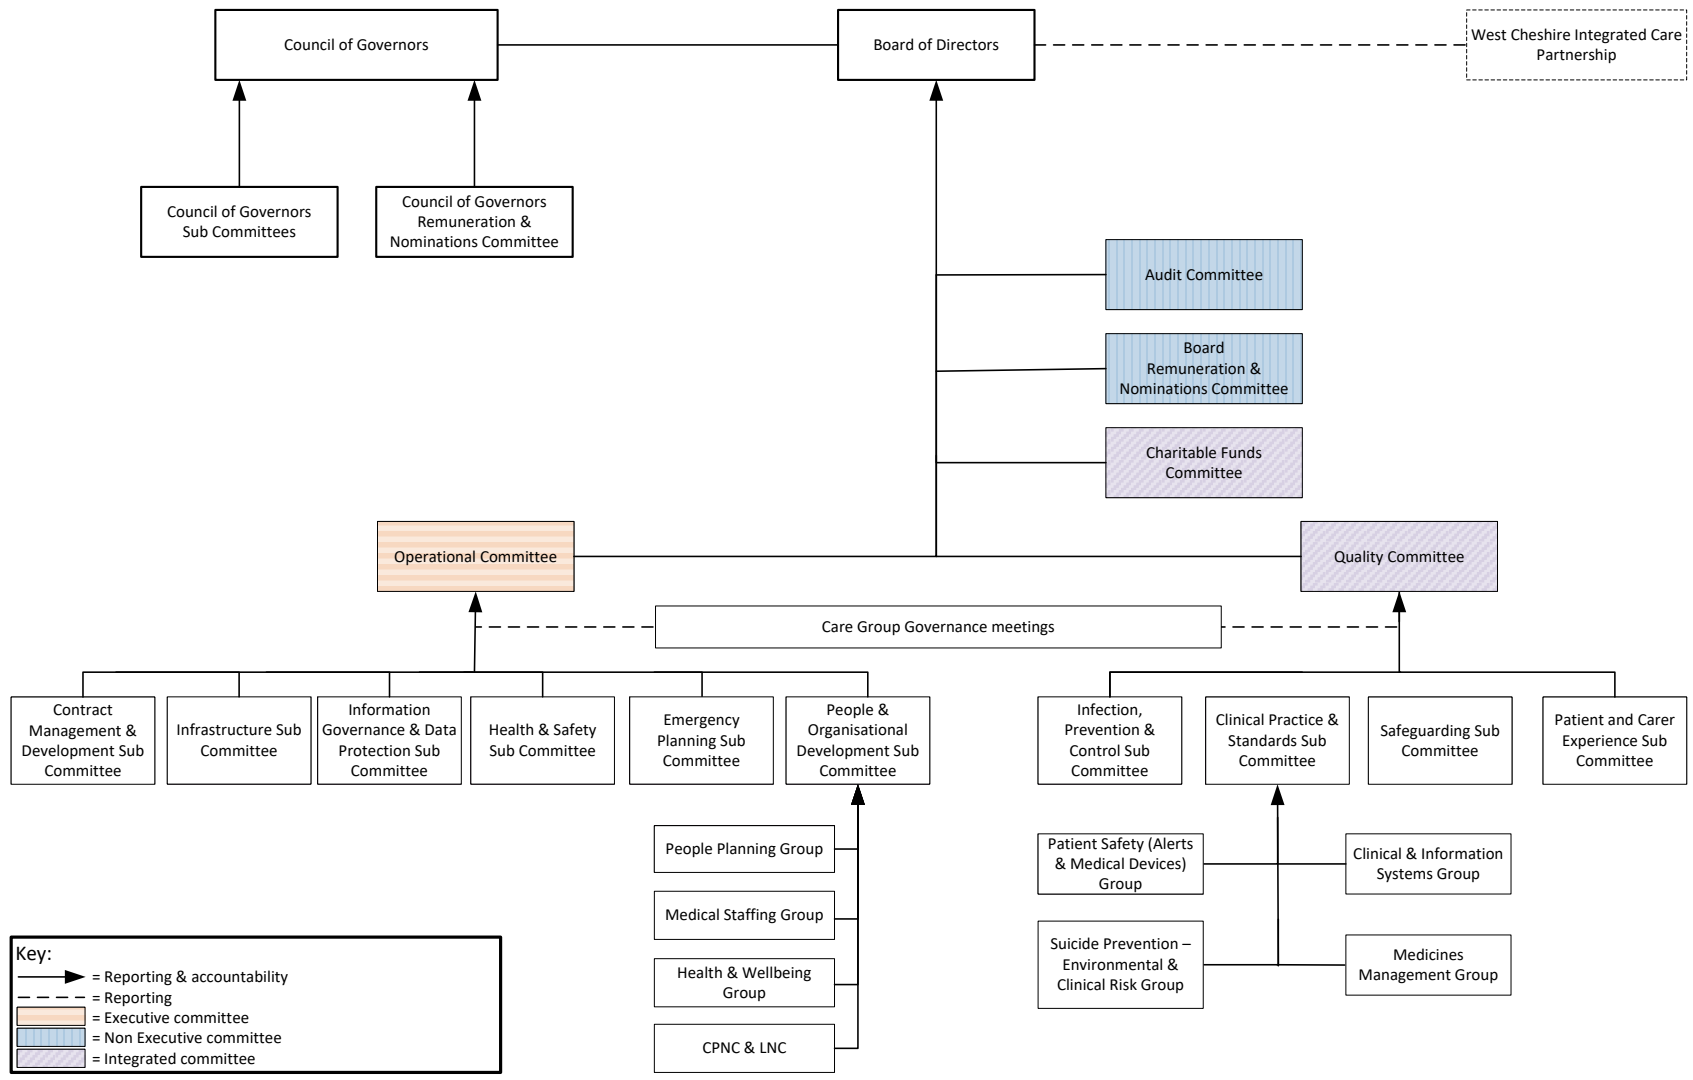 Council of Governors
Board of Directors
West Cheshire Integrated Care
Partnership
Council of Governors
Sub Committees
Council of Governors
Remuneration &
Nominations Committee
Audit Committee
Board
Remuneration &
Nominations Committee
Charitable Funds
Committee
Operational Committee
Quality Committee
Care Group Governance meetings
Contract
Management &
Development Sub
Committee
Infrastructure Sub
Committee
Information
Governance & Data
Protection Sub
Committee
Health & Safety
Sub Committee
Emergency
Planning Sub
Committee
People &
Organisational
Development Sub
Committee
Infection,
Prevention &
Control Sub
Committee
Clinical Practice &
Standards Sub
Committee
Safeguarding Sub
Committee
Patient and Carer
Experience Sub
Committee
People Planning Group
Medical Staffing Group
Health & Wellbeing
Group
CPNC & LNC
Patient Safety (Alerts
& Medical Devices)
Group
Clinical & Information
Systems Group
Suicide Prevention –
Environmental &
Clinical Risk Group
Medicines
Management Group
Key:
= Reporting & accountability
= Reporting
= Executive committee
= Non Executive committee
= Integrated committee